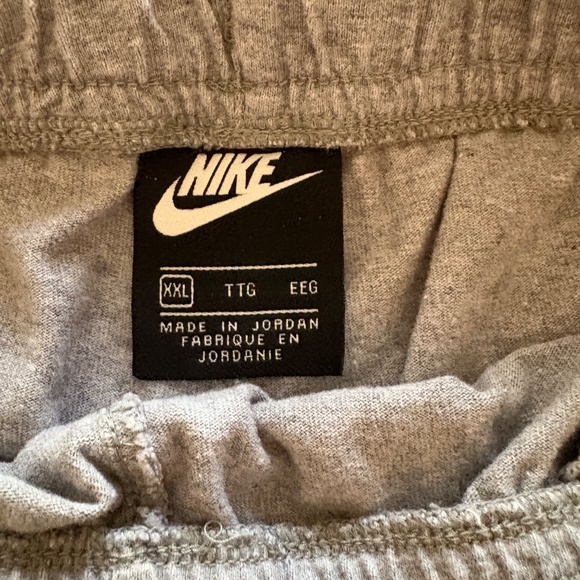 NIKE
XXL TTG EEG
MADE IN JORDAN
FABRIQUE EN
JORDANIE